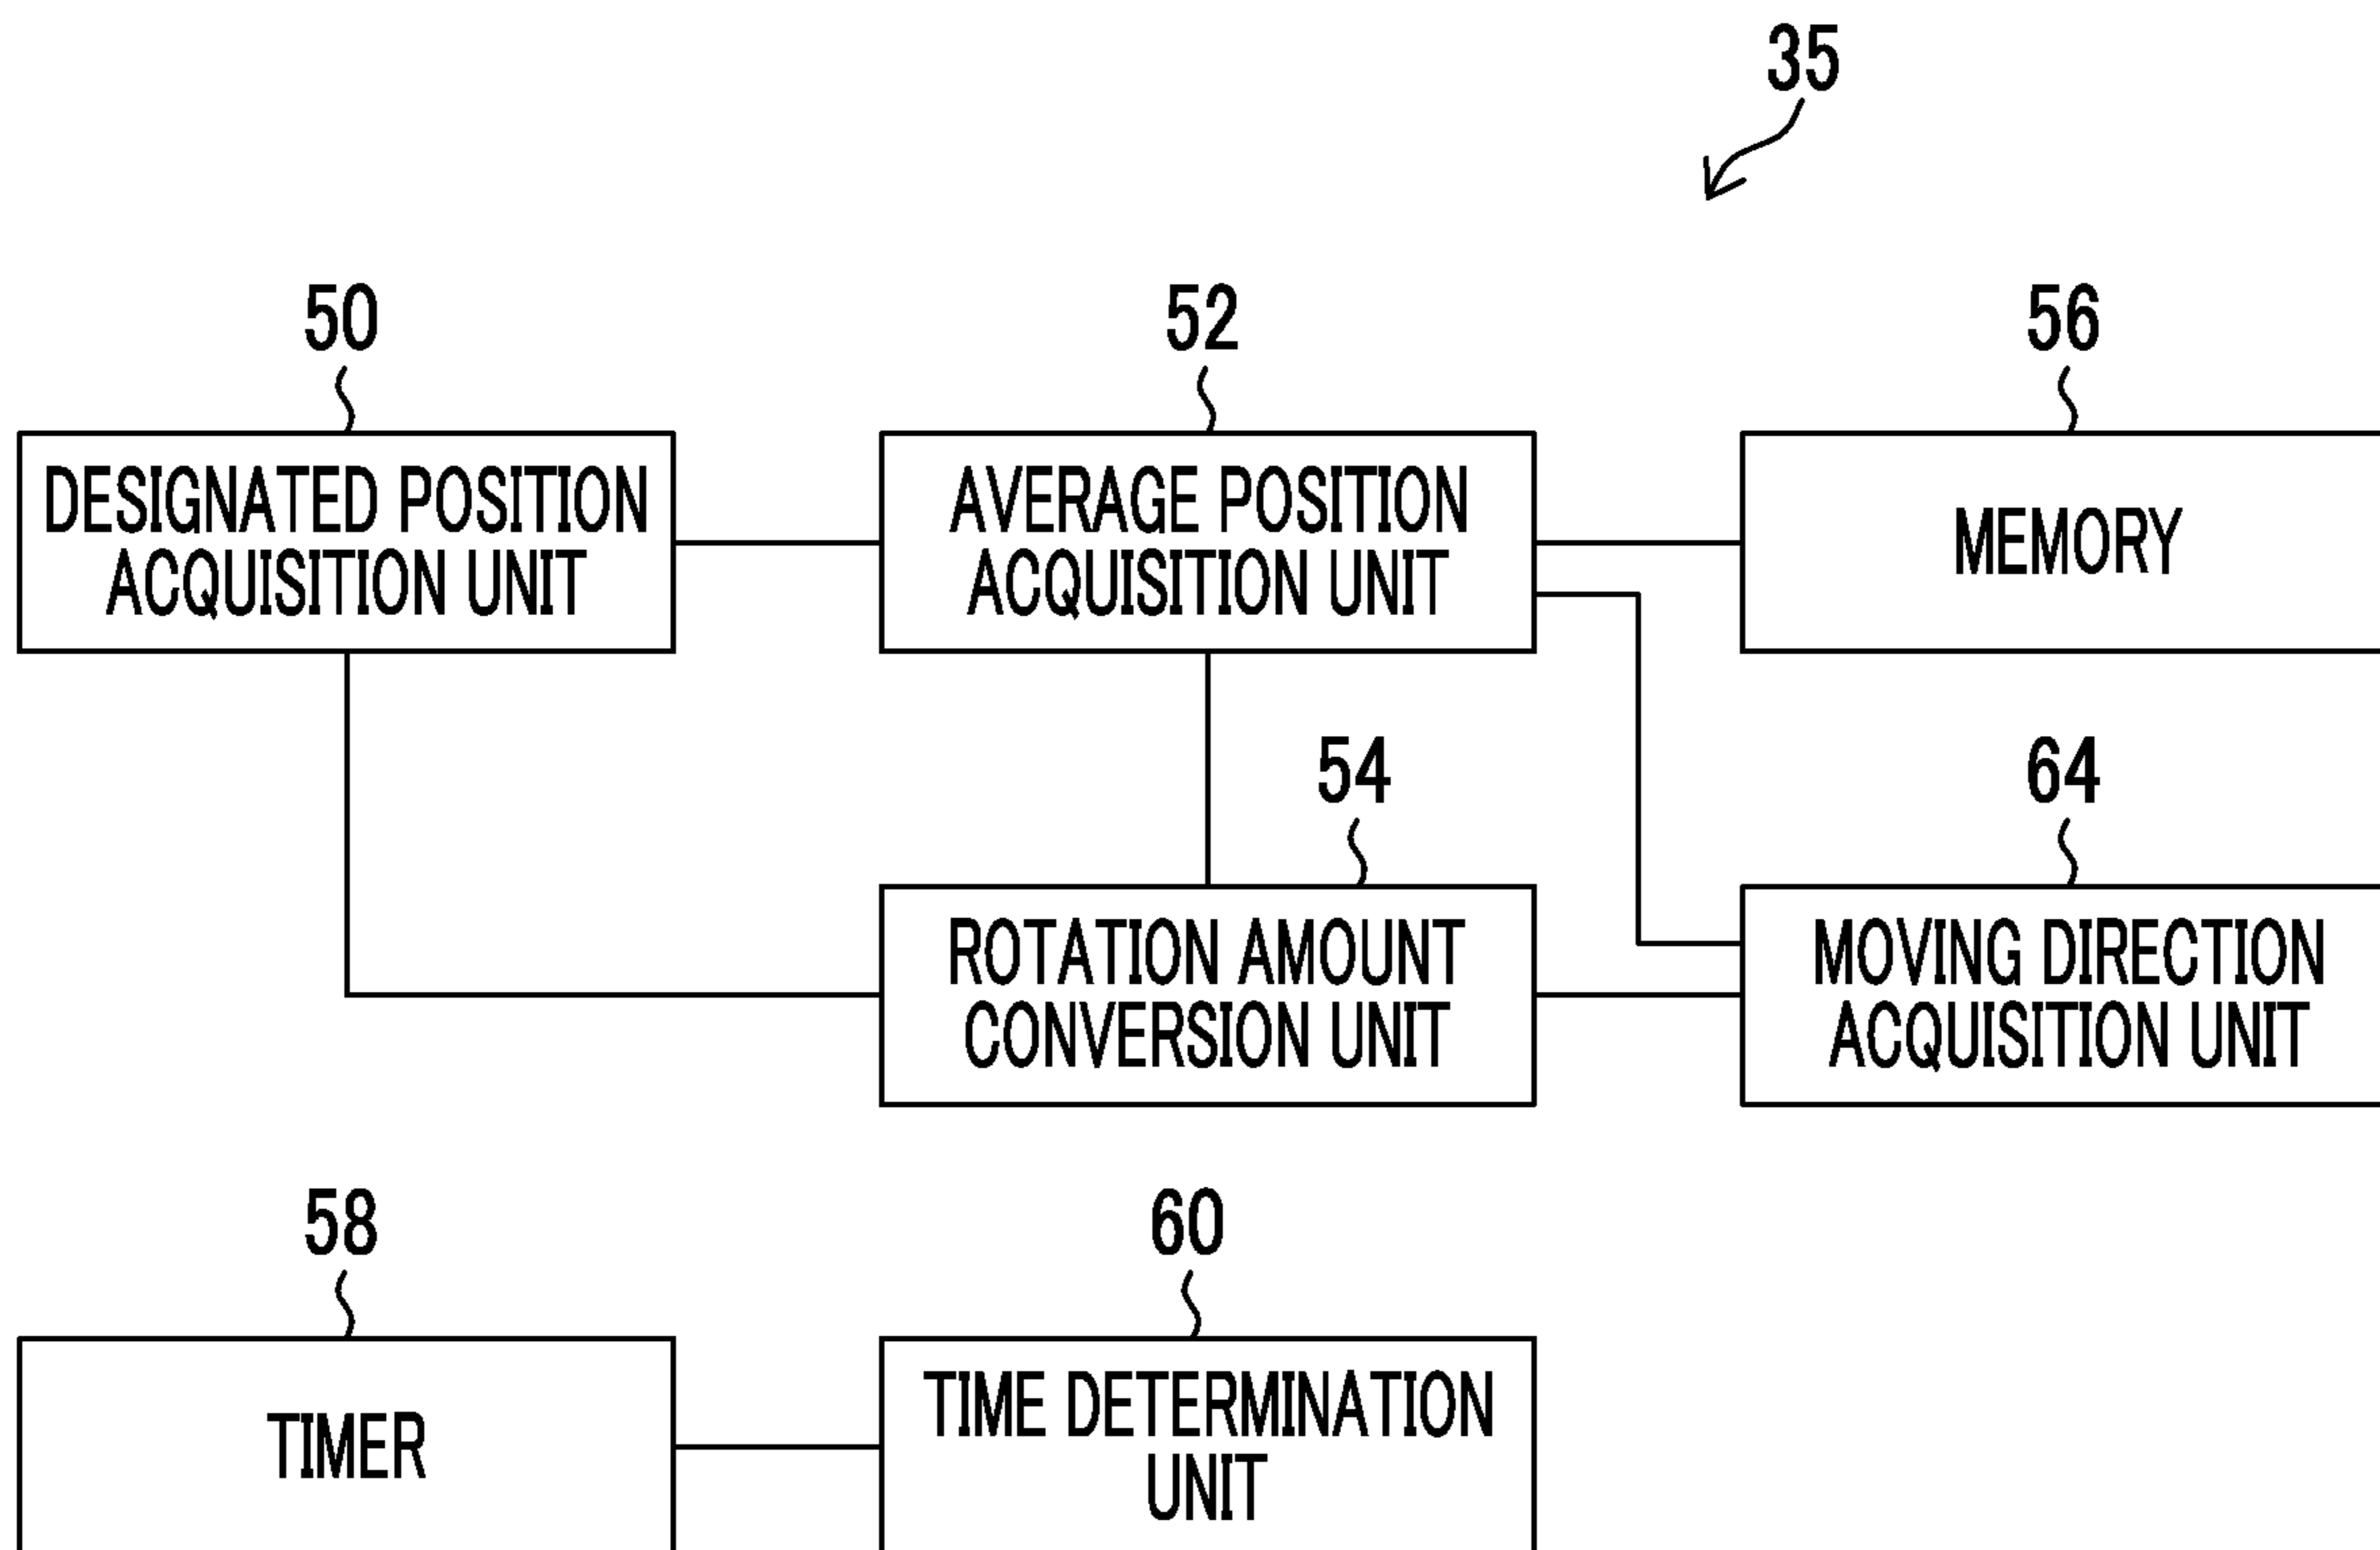 35
50
52
56
DESIGNATED POSITION
ACQUISITION UNIT
AVERAGE POSITION
ACQUISITION UNIT
MEMORY
54
64
ROTATION AMOUNT
CONVERSION UNIT
MOVING DIRECTION
ACQUISITION UNIT
58
60
TIMER
TIME DETERMINATION
UNIT